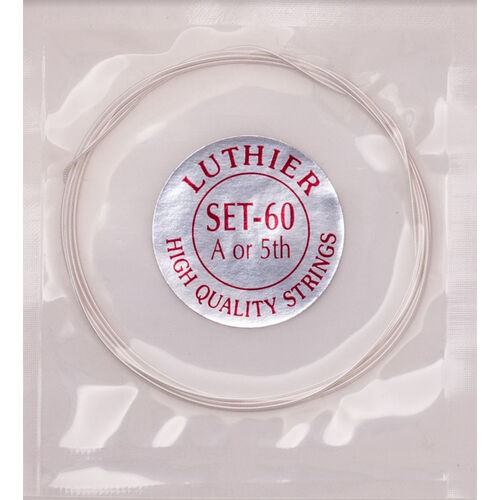 LUTHIER
SET-60
A or 5th
HIGH QUALITY STRINGS